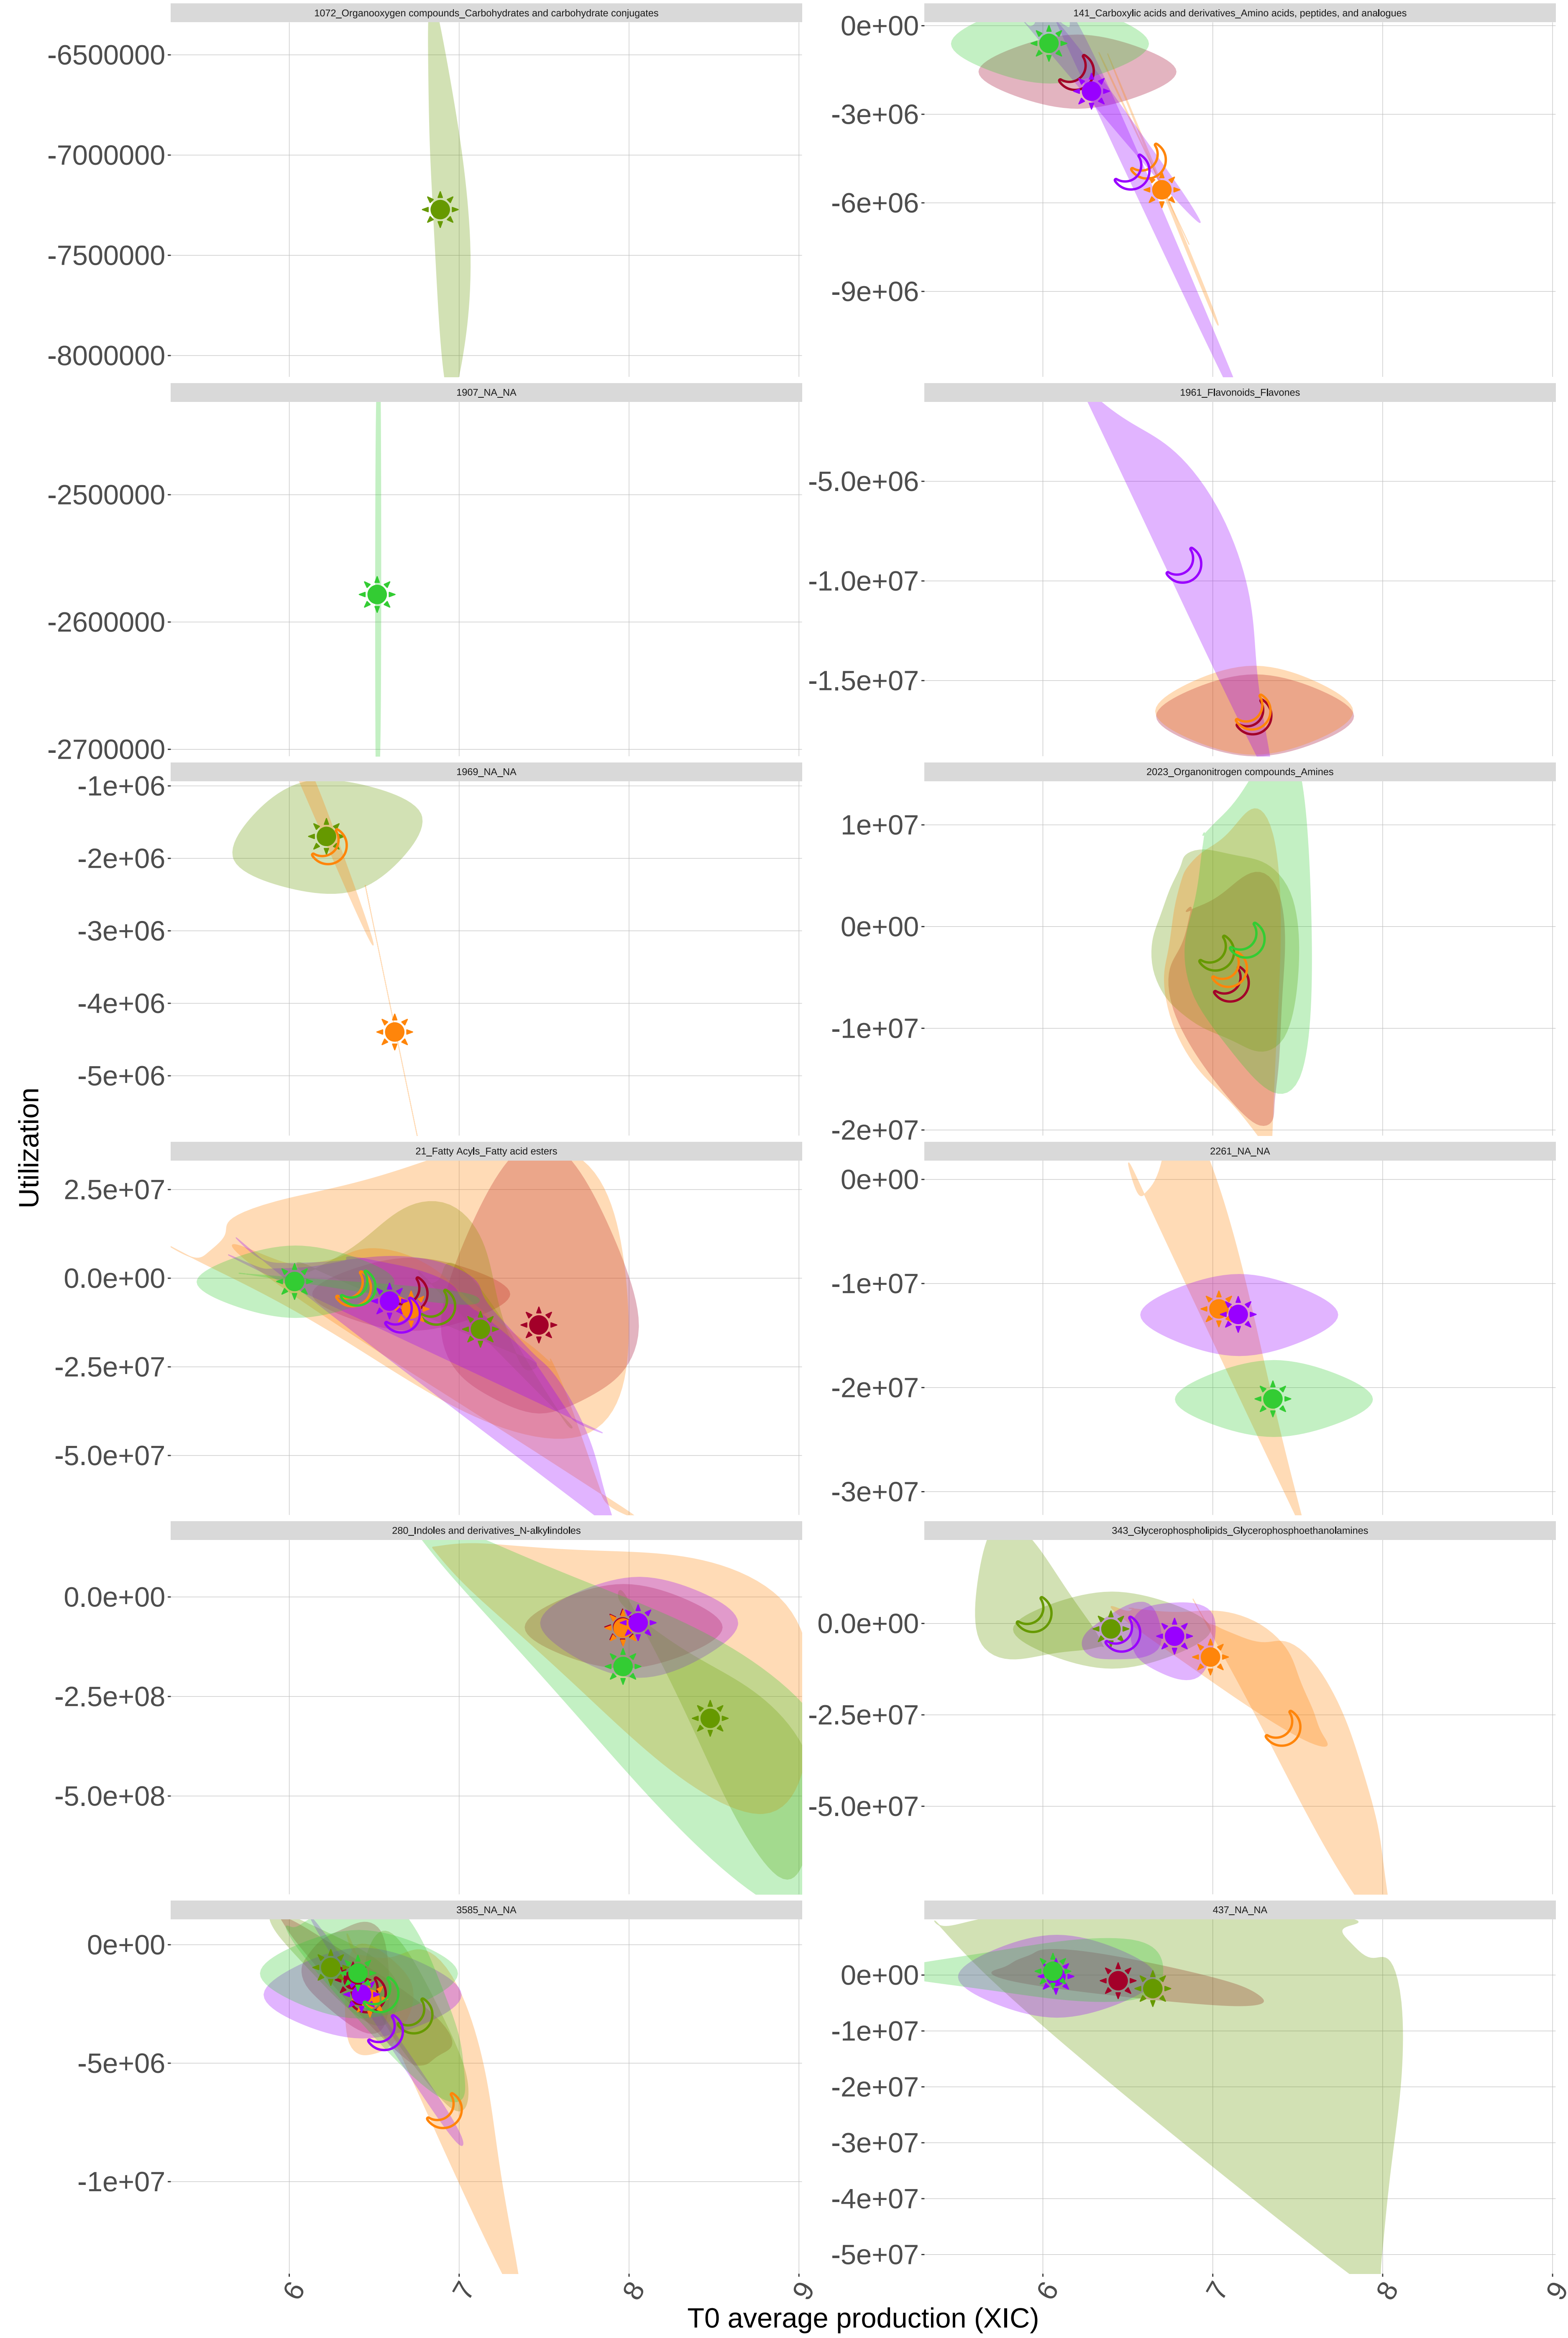 1072_Organooxygen compounds_Carbohydrates and carbohydrate conjugates
-6500000
-7000000
-7500000
-8000000
141_Carboxylic acids and derivatives_Amino acids, peptides, and analogues
0e+00
-3e+06
-6e+06
-9e+06
1907_NA_NA
-2500000
-2600000
-2700000
1961_Flavonoids_Flavones
-5.0e+06
-1.0e+07
-1.5e+07
1969_NA_NA
-1e+06
-2e+06
-3e+06
-4e+06
-5e+06
2023_Organonitrogen compounds_Amines
1e+07
0e+00
-1e+07
-2e+07
Utilization
21_Fatty Acyls_Fatty acid esters
2.5e+07
0.0e+00
-2.5e+07
-5.0e+07
2261_NA_NA
0e+00
-1e+07
-2e+07
-3e+07
280_Indoles and derivatives_N-alkylindoles
0.0e+00
-2.5e+08
-5.0e+08
343_Glycerophospholipids_Glycerophosphoethanolamines
0.0e+00
-2.5e+07
-5.0e+07
3585_NA_NA
0e+00
-5e+06
-1e+07
437_NA_NA
0e+00
-1e+07
-2e+07
-3e+07
-4e+07
-5e+07
6 7 8 9
6 7 8 9
T0 average production (XIC)